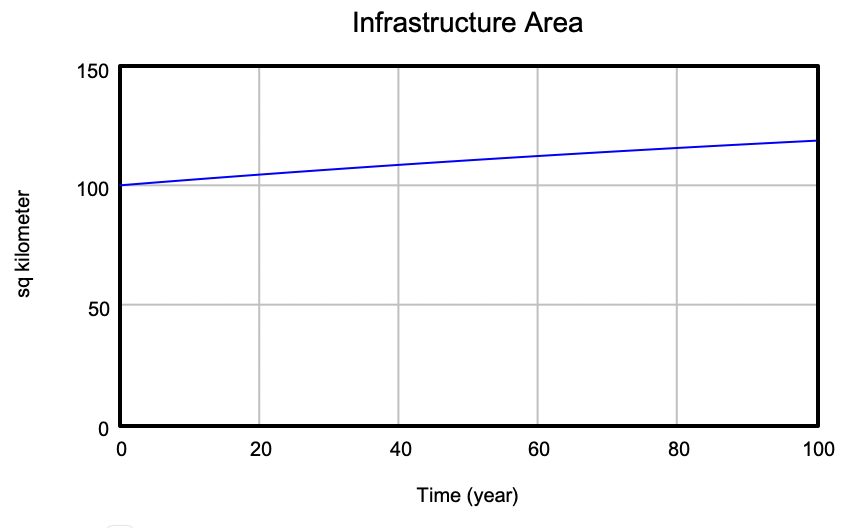 Infrastructure Area
150
100
50
0
sq kilometer
0 20 40 60 80 100
Time (year)